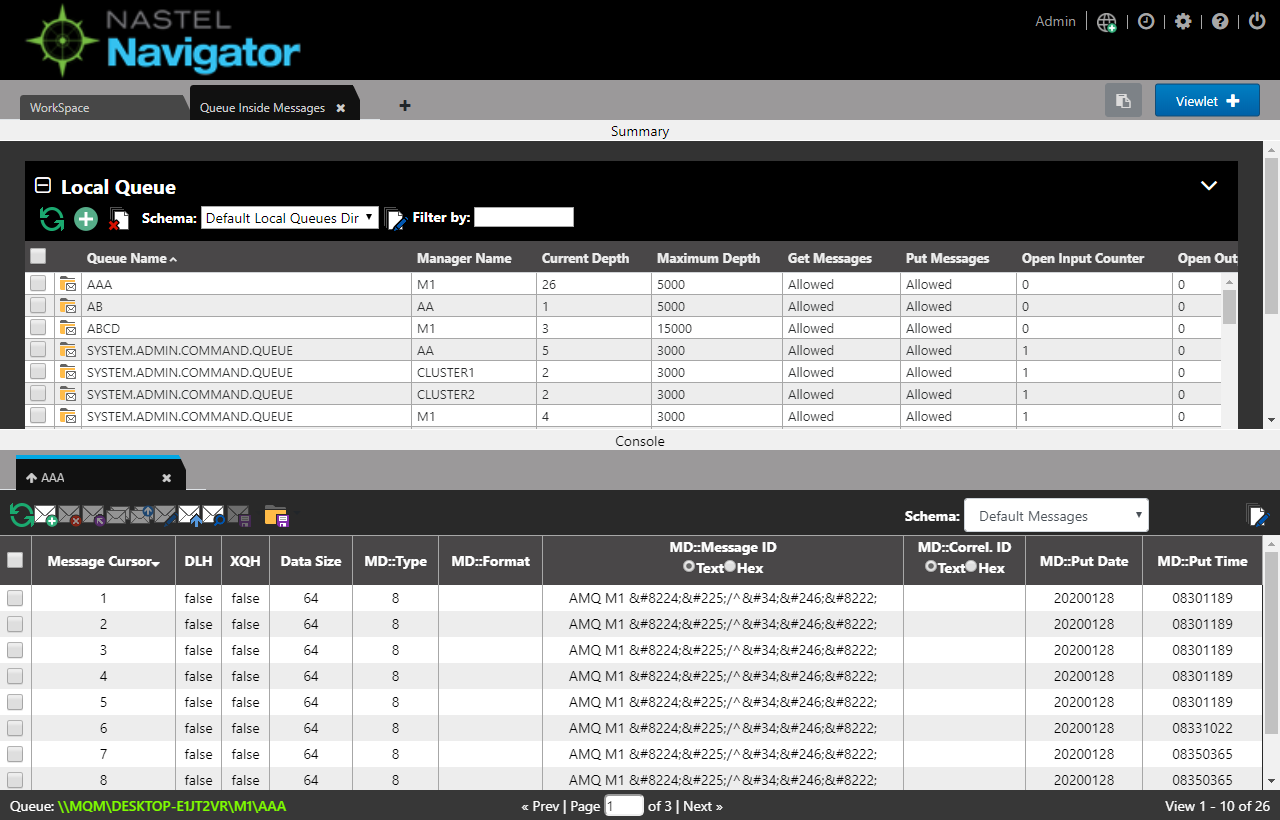 NASTEL
Navigator
Admin
WorkSpace
Queue Inside Messages
Viewlet
Summary
Local Queue
Schema: Default Local Queues Dir Filter by:
Queue Name Manager Name Current Depth Maximum Depth Get Messages Put Messages Open Input Counter Open Out
AAA M1 26 5000 Allowed Allowed 0 0
AB AA 1 5000 Allowed Allowed 0 0
ABCD M1 3 15000 Allowed Allowed 0 0
SYSTEM.ADMIN.COMMAND.QUEUE AA 5 3000 Allowed Allowed 1 0
SYSTEM.ADMIN.COMMAND.QUEUE CLUSTER1 2 3000 Allowed Allowed 1 0
SYSTEM.ADMIN.COMMAND.QUEUE CLUSTER2 2 3000 Allowed Allowed 1 0
SYSTEM.ADMIN.COMMAND.QUEUE M1 4 3000 Allowed Allowed 1 0
Console
AAA
Schema: Default Messages
Message Cursor DLH XQH Data Size MD::Type MD::Format MD::Message ID Text Hex MD::Correl. ID Text Hex MD::Put Date MD::Put Time
1 false false 64 8 AMQ M1 &#8224;&#225;/^&#34;&#246;&#8222; 20200128 08301189
2 false false 64 8 AMQ M1 &#8224;&#225;/^&#34;&#246;&#8222; 20200128 08301189
3 false false 64 8 AMQ M1 &#8224;&#225;/^&#34;&#246;&#8222; 20200128 08301189
4 false false 64 8 AMQ M1 &#8224;&#225;/^&#34;&#246;&#8222; 20200128 08301189
5 false false 64 8 AMQ M1 &#8224;&#225;/^&#34;&#246;&#8222; 20200128 08301189
6 false false 64 8 AMQ M1 &#8224;&#225;/^&#34;&#246;&#8222; 20200128 08331022
7 false false 64 8 AMQ M1 &#8224;&#225;/^&#34;&#246;&#8222; 20200128 08350365
8 false false 64 8 AMQ M1 &#8224;&#225;/^&#34;&#246;&#8222; 20200128 08350365
Queue: \\MQM\DESKTOP-E1JT2VR\M1\AAA « Prev | Page 1 of 3 | Next » View 1 - 10 of 26